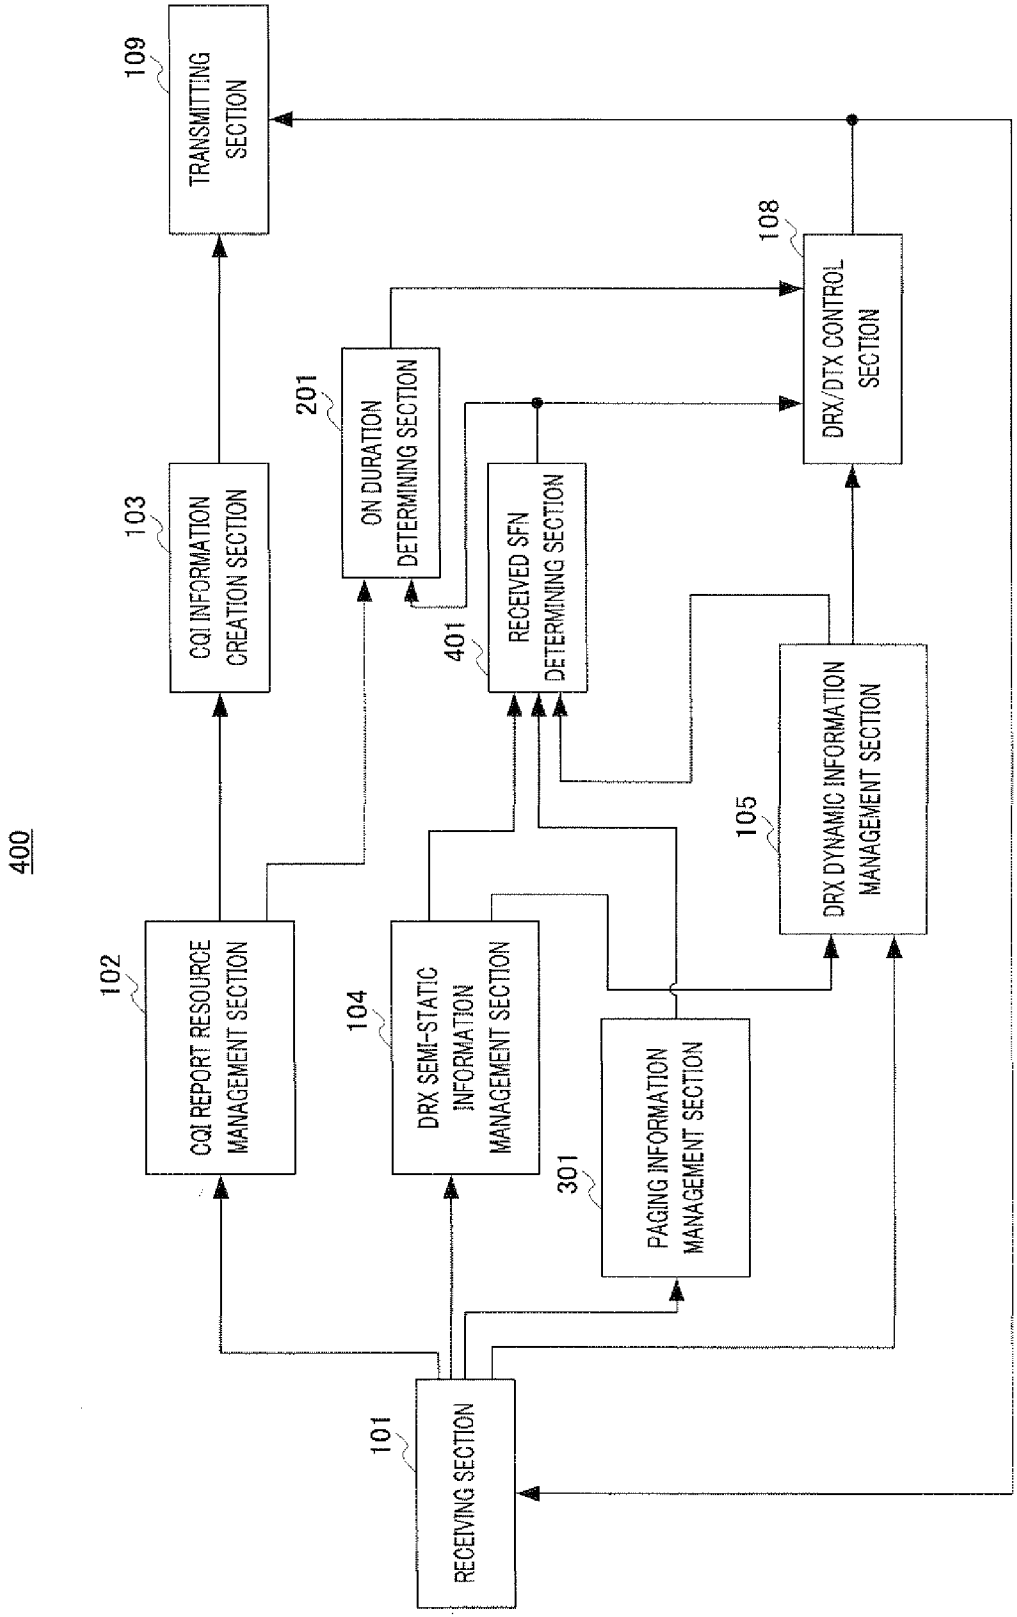 400
101
RECEIVING SECTION
102
CQI REPORT RESOURCE
MANAGEMENT SECTION
103
CQI INFORMATION
CREATION SECTION
109
TRANSMITTING
SECTION
104
DRX SEMI-STATIC
INFORMATION
MANAGEMENT SECTION
201
ON DURATION
DETERMINING SECTION
401
RECEIVED SFN
DETERMINING SECTION
301
PAGING INFORMATION
MANAGEMENT SECTION
105
DRX DYNAMIC INFORMATION
MANAGEMENT SECTION
108
DRX/DTX CONTROL
SECTION